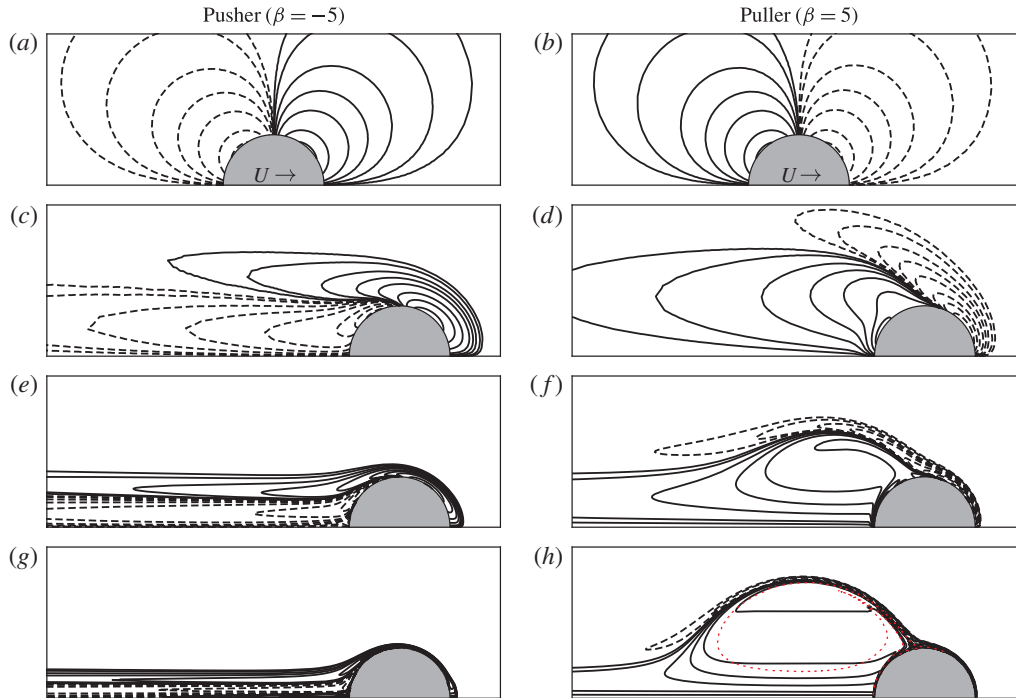 Pusher (β = −5)
Puller (β = 5)
(a)
(b)
U →
U →
(c)
(d)
(e)
(f)
(g)
(h)